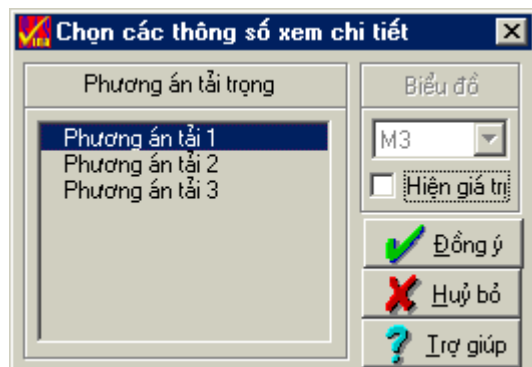 Chọn các thông số xem chi tiết
Phương án tải trọng
Phương án tải 1
Phương án tải 2
Phương án tải 3
Biểu đồ
M3
Hiện giá trị
Đồng ý
Huỷ bỏ
Trợ giúp